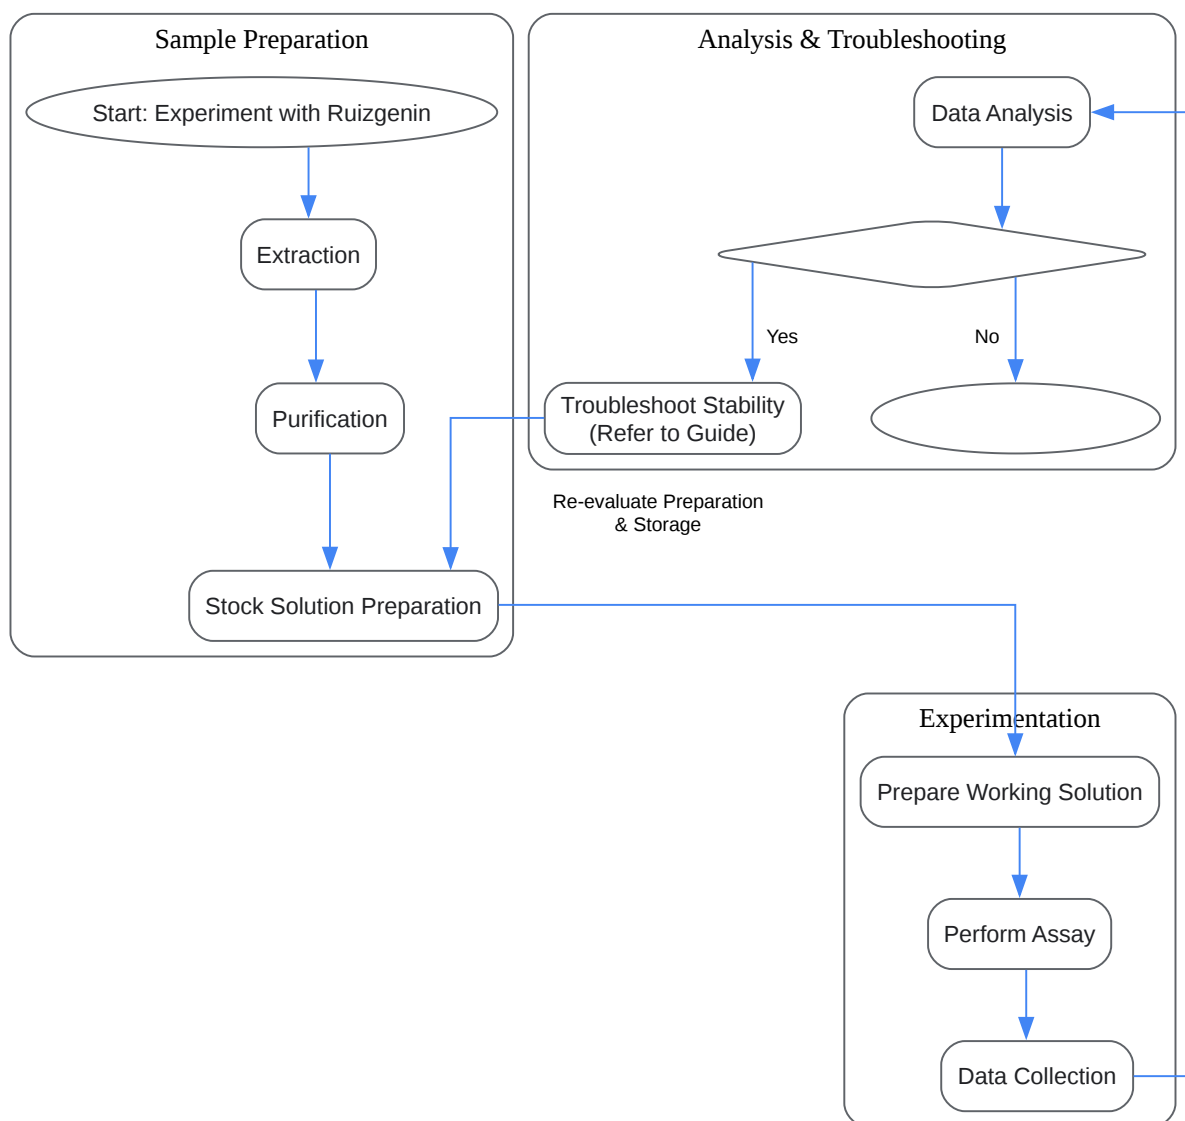 Sample Preparation
Start: Experiment with Ruizgenin
Extraction
Purification
Stock Solution Preparation
Analysis & Troubleshooting
Data Analysis
Yes
No
Troubleshoot Stability
(Refer to Guide)
Re-evaluate Preparation
& Storage
Experimentation
Prepare Working Solution
Perform Assay
Data Collection